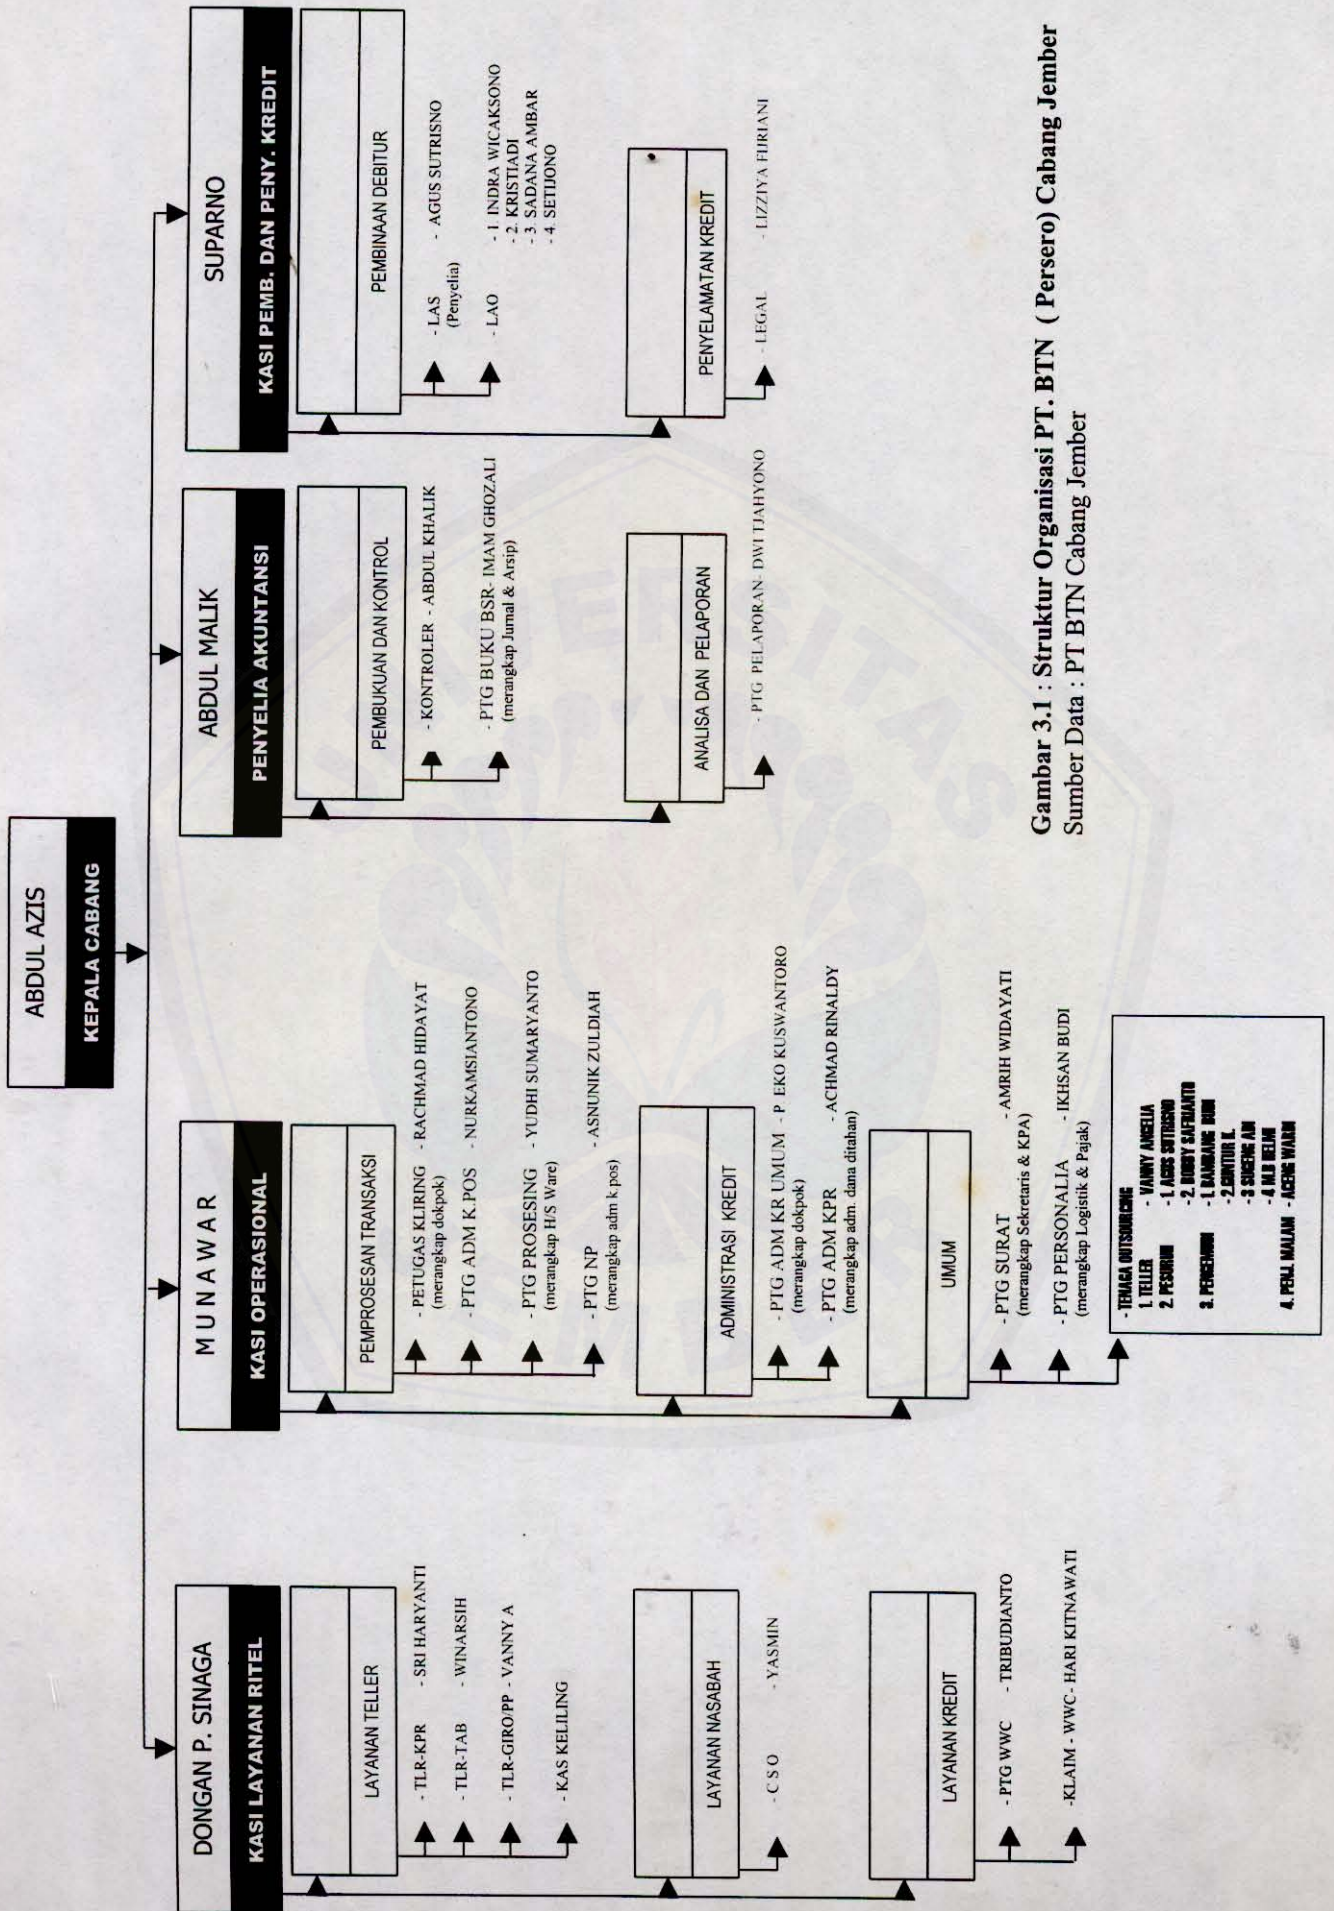 ABDUL AZIS
KEPALA CABANG
DONGAN P. SINAGA
KASI LAYANAN RITEL
LAYANAN TELLER
- TLR-KPR - SRI HARYANTI
- TLR-TAB - WINARSIH
- TLR-GIRO/PP - VANNY A
- KAS KELILING
LAYANAN NASABAH
- C S O - YASMIN
LAYANAN KREDIT
- PTG WWC - TRIBUDIANTO
-KLAIM - WWC- HARI KITNAWATI
M U N A W A R
KASI OPERASIONAL
PEMPROSESAN TRANSAKSI
- PETUGAS KLIRING - RACHMAD HIDAYAT
(merangkap dokpok)
- PTG ADM K.POS - NURKAMSIANTONO
- PTG PROSESING - YUDHI SUMARYANTO
(merangkap H/S Ware)
- PTG NP - ASNUNIK ZULDIAH
(merangkap adm k pos)
ADMINISTRASI KREDIT
- PTG ADM KR UMUM - P EKO KUSWANTORO
(merangkap dokpok)
- PTG ADM KPR - ACHMAD RINALDY
(merangkap adm. dana ditahan)
UMUM
- PTG SURAT - AMRIH WIDAYATI
(merangkap Sekretaris & KPA)
- PTG PERSONALIA - IKHSAN BUDI
(merangkap Logistik & Pajak)
- TENAGA OUTSOURCING
1. TELLER - VANNY ANGELIA
2. PESURUH - 1. AGUS SUTRISNO
- 2. BOBBY SAFRIANTO
3. PENGEMUDI - 1. BAMBANG BUDI
- 2.GUNTUR E.
- 3 SUGENG ADI
- 4 M.B HELMI
4. PENJ. MALAM - AGENG WARDI
ABDUL MALIK
PENYELIA AKUNTANSI
PEMBUKUAN DAN KONTROL
- KONTROLER - ABDUL KHALIK
- PTG BUKU BSR- IMAM GHOZALI
(merangkap Jurnal & Arsip)
ANALISA DAN PELAPORAN
- PTG PELAPORAN- DWI TJAHYONO
SUPARNO
KASI PEMB. DAN PENY. KREDIT
PEMBINAAN DEBITUR
- LAS - AGUS SUTRISNO
(Penyelia)
- LAO - 1. INDRA WICAKSONO
- 2. KRISTIADI
- 3. SADANA AMBAR
- 4. SETIJONO
PENYELAMATAN KREDIT
- LEGAL - LIZZIYA FIJRIANI
Gambar 3.1 : Struktur Organisasi PT. BTN ( Persero) Cabang Jember
Sumber Data : PT BTN Cabang Jember
UNIVERSITAS
JEMBER